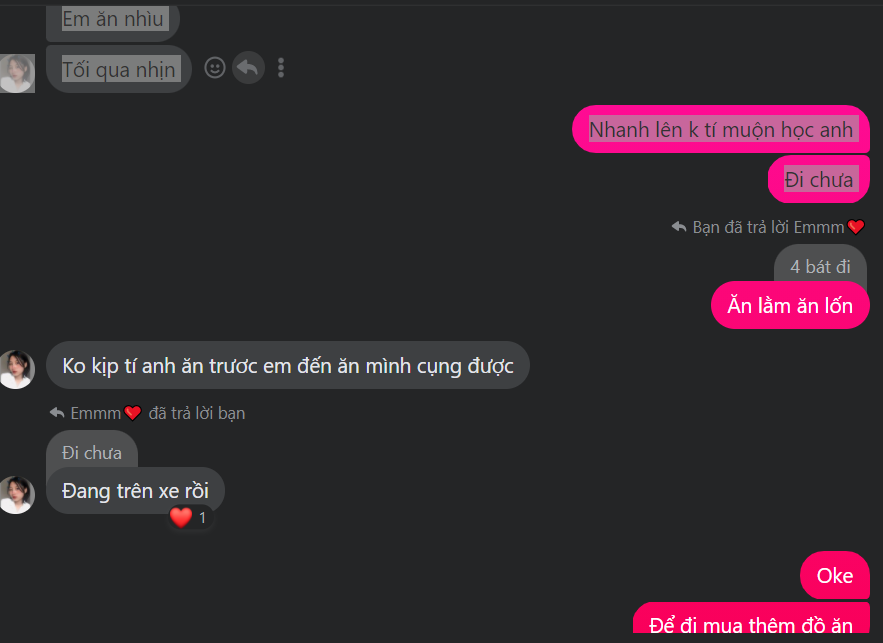 Em ăn nhìu
Tối qua nhịn
Nhanh lên k tí muộn học anh
Đi chưa
Bạn đã trả lời Emmm
4 bát đi
Ăn lằm ăn lốn
Ko kịp tí anh ăn trươc em đến ăn mình cụng được
Emmm đã trả lời bạn
Đi chưa
Đang trên xe rồi
1
Oke
Để đi mua thêm đồ ăn